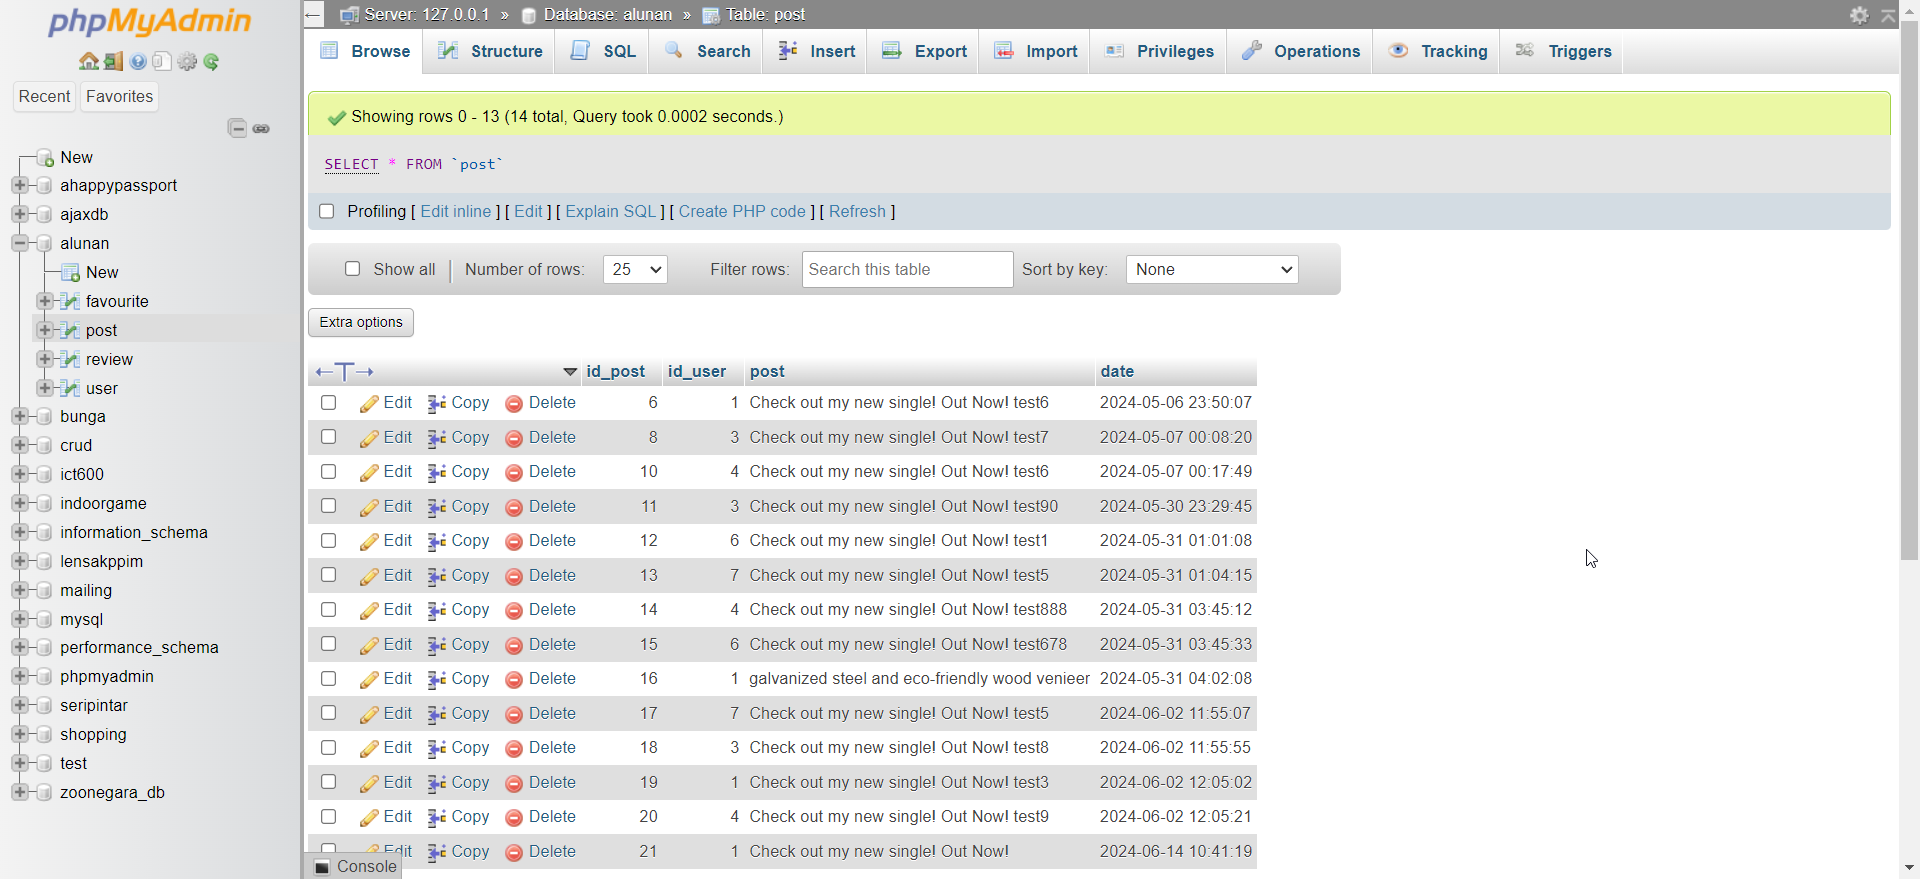 phpMyAdmin
Recent Favorites
New
ahappypassport
ajaxdb
alunan
New
favourite
post
review
user
bunga
crud
ict600
indoorgame
information_schema
lensakppim
mailing
mysql
performance_schema
phpmyadmin
seripintar
shopping
test
zoonegara_db
Server: 127.0.0.1 » Database: alunan » Table: post
Browse Structure SQL Search Insert Export Import Privileges Operations Tracking Triggers
Showing rows 0 - 13 (14 total, Query took 0.0002 seconds.)
SELECT * FROM `post`
Profiling [ Edit inline ] [ Edit ] [ Explain SQL ] [ Create PHP code ] [ Refresh ]
Show all | Number of rows: 25 Filter rows: Search this table Sort by key: None
Extra options
id_post id_user post date
Edit Copy Delete 6 1 Check out my new single! Out Now! test6 2024-05-06 23:50:07
Edit Copy Delete 8 3 Check out my new single! Out Now! test7 2024-05-07 00:08:20
Edit Copy Delete 10 4 Check out my new single! Out Now! test6 2024-05-07 00:17:49
Edit Copy Delete 11 3 Check out my new single! Out Now! test90 2024-05-30 23:29:45
Edit Copy Delete 12 6 Check out my new single! Out Now! test1 2024-05-31 01:01:08
Edit Copy Delete 13 7 Check out my new single! Out Now! test5 2024-05-31 01:04:15
Edit Copy Delete 14 4 Check out my new single! Out Now! test888 2024-05-31 03:45:12
Edit Copy Delete 15 6 Check out my new single! Out Now! test678 2024-05-31 03:45:33
Edit Copy Delete 16 1 galvanized steel and eco-friendly wood venieer 2024-05-31 04:02:08
Edit Copy Delete 17 7 Check out my new single! Out Now! test5 2024-06-02 11:55:07
Edit Copy Delete 18 3 Check out my new single! Out Now! test8 2024-06-02 11:55:55
Edit Copy Delete 19 1 Check out my new single! Out Now! test3 2024-06-02 12:05:02
Edit Copy Delete 20 4 Check out my new single! Out Now! test9 2024-06-02 12:05:21
Edit Copy Delete 21 1 Check out my new single! Out Now! 2024-06-14 10:41:19
Console